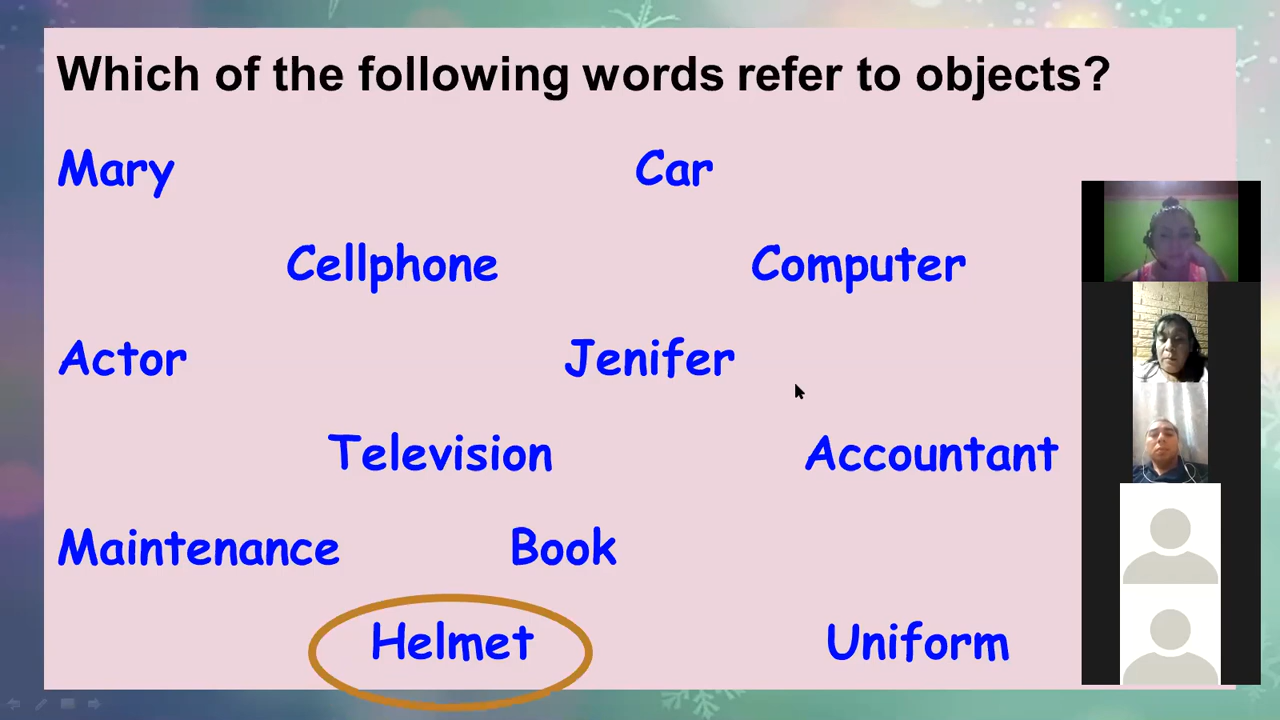 Which of the following words refer to objects?
Mary Car
Cellphone Computer
Actor Jenifer
Television Accountant
Maintenance Book
Helmet Uniform